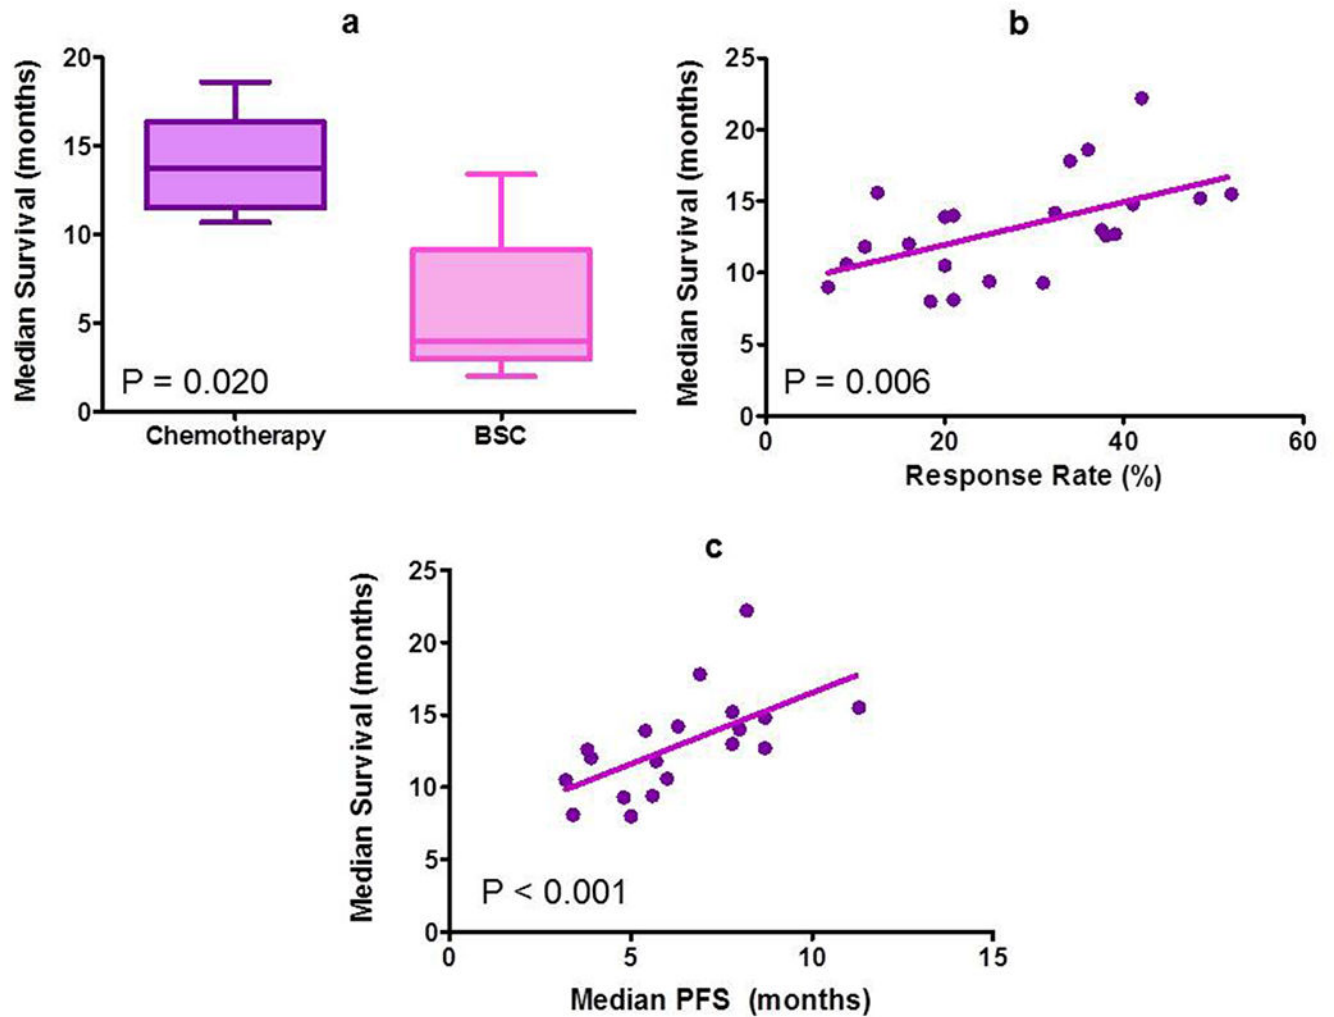 a
Median Survival (months)
20
15
10
5
0
P = 0.020
Chemotherapy
BSC
b
Median Survival (months)
25
20
15
10
5
0
P = 0.006
0
20
40
60
Response Rate (%)
c
Median Survival (months)
25
20
15
10
5
0
P < 0.001
0
5
10
15
Median PFS (months)